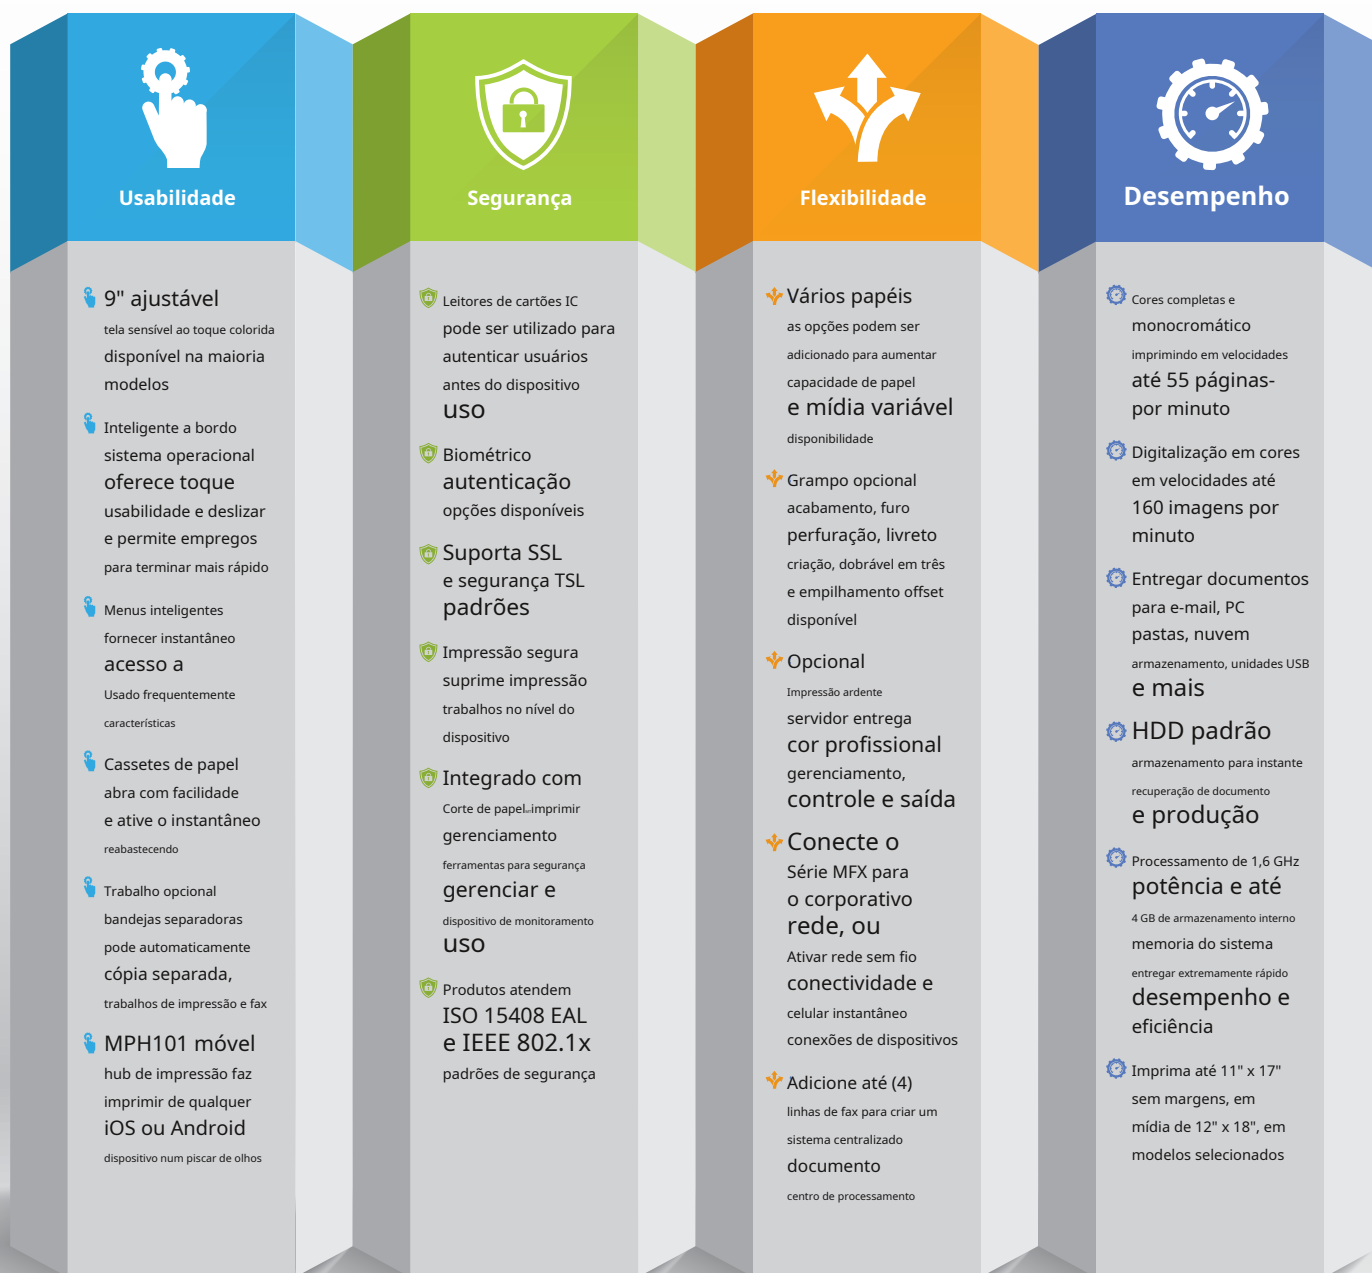 Usabilidade
9" ajustável
tela sensível ao toque colorida
disponível na maioria
modelos
Inteligente a bordo
sistema operacional
oferece toque
usabilidade e deslizar
e permite empregos
para terminar mais rápido
Menus inteligentes
fornecer instantâneo
acesso a
Usado frequentemente
características
Cassetes de papel
abra com facilidade
e ative o instantâneo
reabastecendo
Trabalho opcional
bandejas separadoras
pode automaticamente
cópia separada,
trabalhos de impressão e fax
MPH101 móvel
hub de impressão faz
imprimir de qualquer
iOS ou Android
dispositivo num piscar de olhos
Segurança
Leitores de cartões IC
pode ser utilizado para
autenticar usuários
antes do dispositivo
uso
Biométrico
autenticação
opções disponíveis
Suporta SSL
e segurança TSL
padrões
Impressão segura
suprime impressão
trabalhos no nível do
dispositivo
Integrado com
Corte de papel imprimir
gerenciamento
ferramentas para segurança
gerenciar e
dispositivo de monitoramento
uso
Produtos atendem
ISO 15408 EAL
e IEEE 802.1x
padrões de segurança
Flexibilidade
Vários papéis
as opções podem ser
adicionado para aumentar
capacidade de papel
e mídia variável
disponibilidade
Grampo opcional
acabamento, furo
perfuração, livreto
criação, dobrável em três
e empilhamento offset
disponível
Opcional
Impressão ardente
servidor entrega
cor profissional
gerenciamento,
controle e saída
Conecte o
Série MFX para
o corporativo
rede, ou
Ativar rede sem fio
conectividade e
celular instantâneo
conexões de dispositivos
Adicione até (4)
linhas de fax para criar um
sistema centralizado
documento
centro de processamento
Desempenho
Cores completas e
monocromático
imprimindo em velocidades
até 55 páginas-
por minuto
Digitalização em cores
em velocidades até
160 imagens por
minuto
Entregar documentos
para e-mail, PC
pastas, nuvem
armazenamento, unidades USB
e mais
HDD padrão
armazenamento para instante
recuperação de documento
e produção
Processamento de 1,6 GHz
potência e até
4 GB de armazenamento interno
memoria do sistema
entregar extremamente rápido
desempenho e
eficiência
Imprima até 11" x 17"
sem margens, em
mídia de 12" x 18", em
modelos selecionados